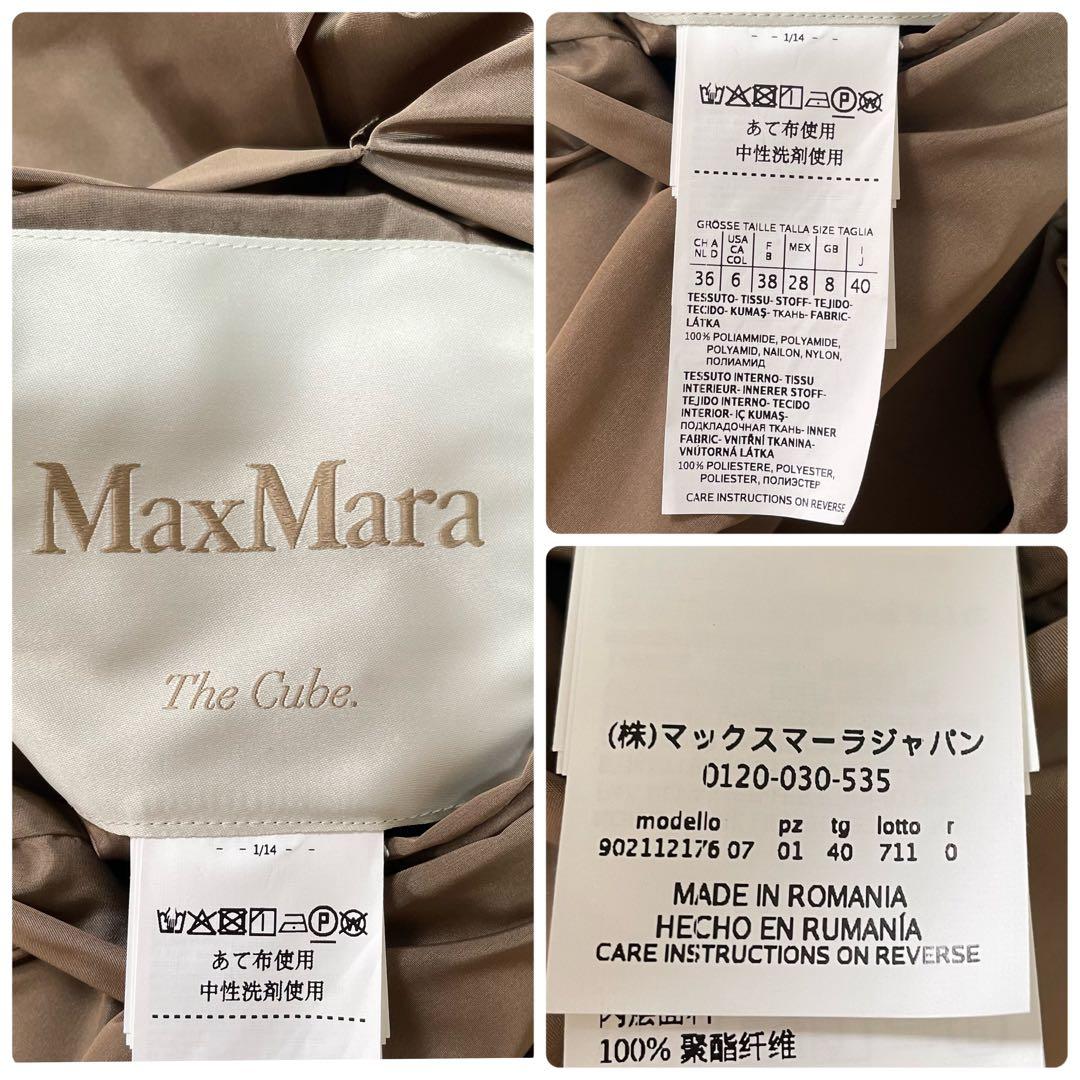 MaxMara
The Cube.
- - 1/14 - -
あて布使用
中性洗剤使用
- - 1/14 - -
あて布使用
中性洗剤使用
GRÖSSE TAILLE TALLA SIZE TAGLIA
CH A USA F MEX GB I
NL D CA B J
COL
36 6 38 28 8 40
TESSUTO- TISSU- STOFF- TEJIDO-
TECIDO- KUMAŞ- ТКАНЬ- FABRIC-
LÁTKA
100% POLIAMMIDE, POLYAMIDE,
POLYAMID, NAILON, NYLON,
ПОЛИАМИД
TESSUTO INTERNO- TISSU
INTERIEUR- INNERER STOFF-
TEJIDO INTERNO- TECIDO
INTERIOR- IÇ KUMAŞ-
ПОДКЛАДОЧНАЯ ТКАНЬ- INNER
FABRIC- VNITŘNÍ TKANINA-
VNÚTORNÁ LÁTKA
100% POLIESTERE, POLYESTER,
POLIESTER, ПОЛИЭСТЕР
CARE INSTRUCTIONS ON REVERSE
(株)マックスマーラジャパン
0120-030-535
modello pz tg lotto r
902112176 07 01 40 711 0
MADE IN ROMANIA
HECHO EN RUMANÍA
CARE INSTRUCTIONS ON REVERSE
内层面料
100% 聚酯纤维